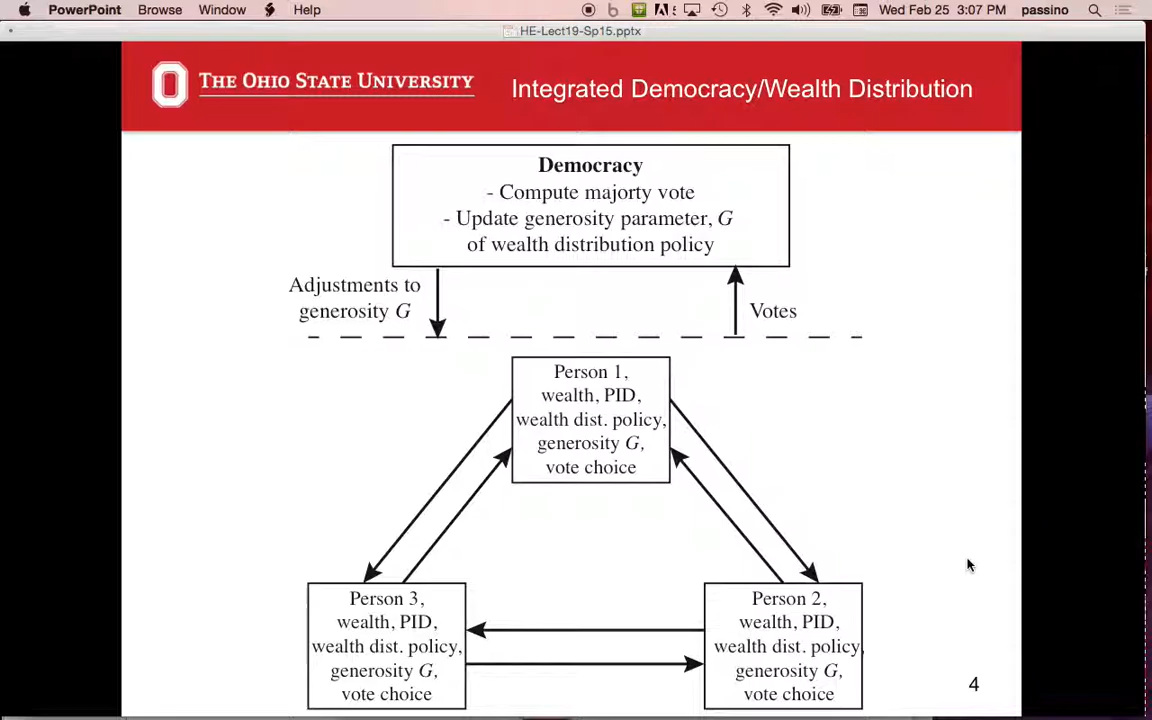 PowerPoint Browse Window Help Wed Feb 25 3:07 PM passino
HE-Lect19-Sp15.pptx
THE OHIO STATE UNIVERSITY
Integrated Democracy/Wealth Distribution
Democracy
- Compute majorty vote
- Update generosity parameter, G
of wealth distribution policy
Adjustments to
generosity G
Votes
Person 1,
wealth, PID,
wealth dist. policy,
generosity G,
vote choice
Person 3,
wealth, PID,
wealth dist. policy,
generosity G,
vote choice
Person 2,
wealth, PID,
wealth dist. policy,
generosity G,
vote choice
4